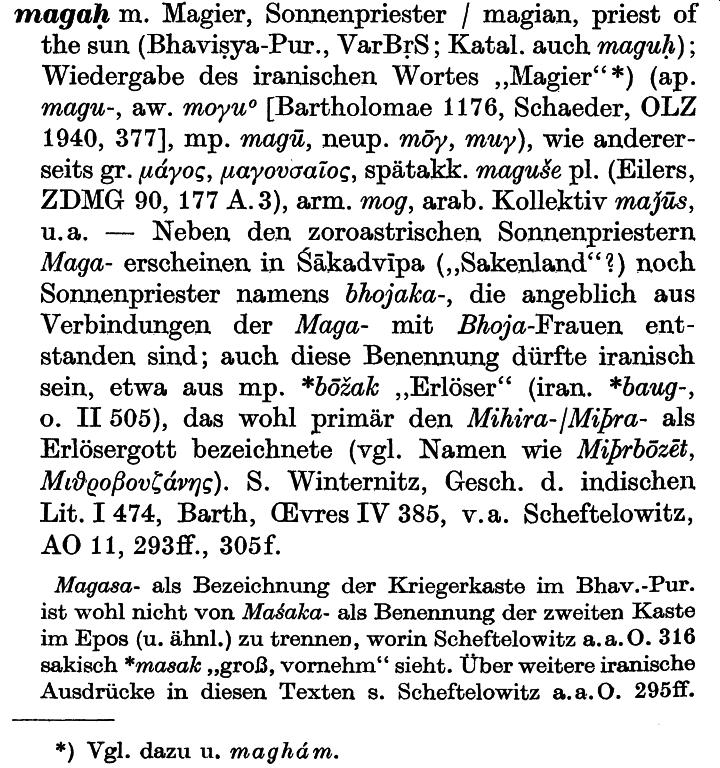 magaḥ m. Magier, Sonnenpriester / magian, priest of
the sun (Bhaviṣya-Pur., VarBṛS; Katal. auch maguḥ);
Wiedergabe des iranischen Wortes „Magier“*) (ap.
magu-, aw. moγu° [Bartholomae 1176, Schaeder, OLZ
1940, 377], mp. magū, neup. mōγ, muγ), wie anderer-
seits gr. μάγος, μαγουσαῖος, spätakk. maguše pl. (Eilers,
ZDMG 90, 177 A. 3), arm. mog, arab. Kollektiv maǰūs,
u. a. — Neben den zoroastrischen Sonnenpriestern
Maga- erscheinen in Śākadvīpa („Sakenland“?) noch
Sonnenpriester namens bhojaka-, die angeblich aus
Verbindungen der Maga- mit Bhoja-Frauen ent-
standen sind; auch diese Benennung dürfte iranisch
sein, etwa aus mp. *bōžak „Erlöser“ (iran. *baug-,
o. II 505), das wohl primär den Mihira-/Miþra- als
Erlösergott bezeichnete (vgl. Namen wie Miþrbōzēt,
Μιϑροβουζάνης). S. Winternitz, Gesch. d. indischen
Lit. I 474, Barth, Œvres IV 385, v. a. Scheftelowitz,
AO 11, 293ff., 305f.
Magasa- als Bezeichnung der Kriegerkaste im Bhav.-Pur.
ist wohl nicht von Maśaka- als Benennung der zweiten Kaste
im Epos (u. ähnl.) zu trennen, worin Scheftelowitz a. a. O. 316
sakisch *masak „groß, vornehm“ sieht. Über weitere iranische
Ausdrücke in diesen Texten s. Scheftelowitz a. a. O. 295ff.
*) Vgl. dazu u. maghám.